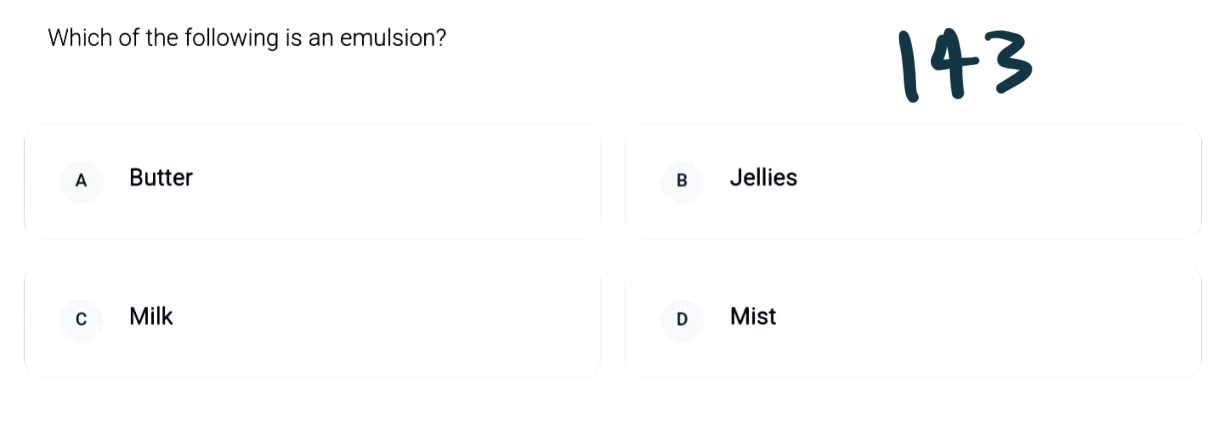 Which of the following is an emulsion?
143
A Butter
B Jellies
C Milk
D Mist